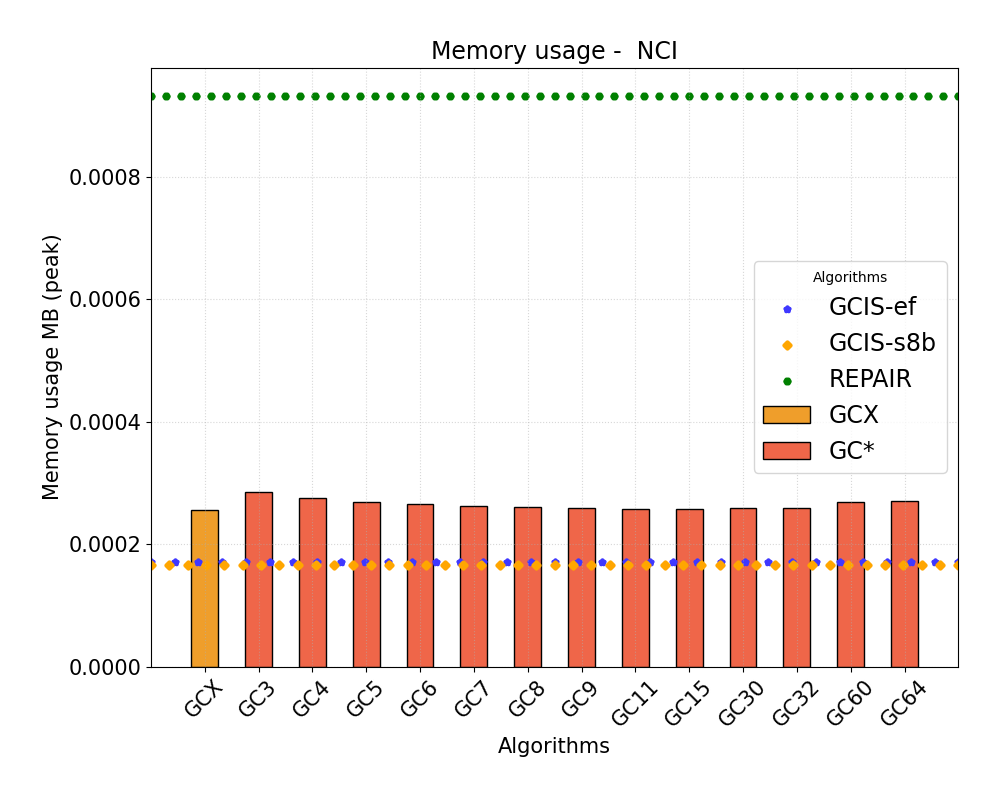 Memory usage -  NCI
Memory usage MB (peak)
0.0008
0.0006
0.0004
0.0002
0.0000
Algorithms
GCIS-ef
GCIS-s8b
REPAIR
GCX
GC*
GCX
GC3
GC4
GC5
GC6
GC7
GC8
GC9
GC11
GC15
GC30
GC32
GC60
GC64
Algorithms